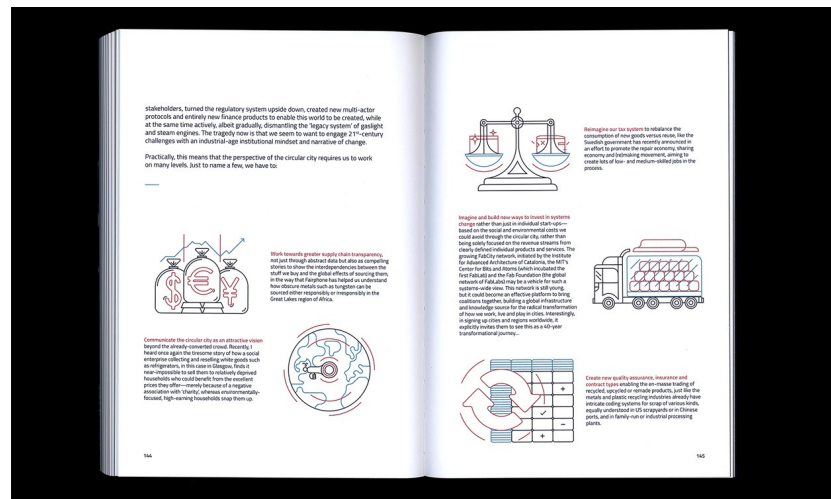 stakeholders, turned the regulatory system upside down, created new multi-actor
protocols and entirely new finance products to enable this world to be created, while
at the same time actively, albeit gradually, dismantling the 'legacy system' of gaslight
and steam engines. The tragedy now is that we seem to want to engage 21st-century
challenges with an industrial-age institutional mindset and narrative of change.
Practically, this means that the perspective of the circular city requires us to work
on many levels. Just to name a few, we have to:
$ € ¥
Work towards greater supply chain transparency,
not just through abstract data but also as compelling
stories to show the interdependencies between the
stuff we buy and the global effects of sourcing them,
in the way that Fairphone has helped us understand
how obscure metals such as tungsten can be
sourced either responsibly or irresponsibly in the
Great Lakes region of Africa.
Communicate the circular city as an attractive vision
beyond the already-converted crowd. Recently, I
heard once again the tiresome story of how a social
enterprise collecting and reselling white goods such
as refrigerators, in this case in Glasgow, finds it
near-impossible to sell them to relatively deprived
households who could benefit from the excellent
prices they offer—merely because of a negative
association with 'charity', whereas environmentally-
focused, high-earning households snap them up.
144
Reimagine our tax system to rebalance the
consumption of new goods versus reuse, like the
Swedish government has recently announced in
an effort to promote the repair economy, sharing
economy and (re)making movement, aiming to
create lots of low- and medium-skilled jobs in the
process.
Imagine and build new ways to invest in systems
change rather than just in individual start-ups—
based on the social and environmental costs we
could avoid through the circular city, rather than
being solely focused on the revenue streams from
clearly defined individual products and services. The
growing FabCity network, initiated by the Institute
for Advanced Architecture of Catalonia, the MIT's
Center for Bits and Atoms (which incubated the
first FabLab) and the Fab Foundation (the global
network of FabLabs) may be a vehicle for such a
systems-wide view. This network is still young,
but it could become an effective platform to bring
coalitions together, building a global infrastructure
and knowledge source for the radical transformation
of how we work, live and play in cities. Interestingly,
in signing up cities and regions worldwide, it
explicitly invites them to see this as a 40-year
transformational journey...
Create new quality assurance, insurance and
contract types enabling the en-masse trading of
recycled, upcycled or remade products, just like the
metals and plastic recycling industries already have
intricate coding systems for scrap of various kinds,
equally understood in US scrapyards or in Chinese
ports, and in family-run or industrial processing
plants.
145